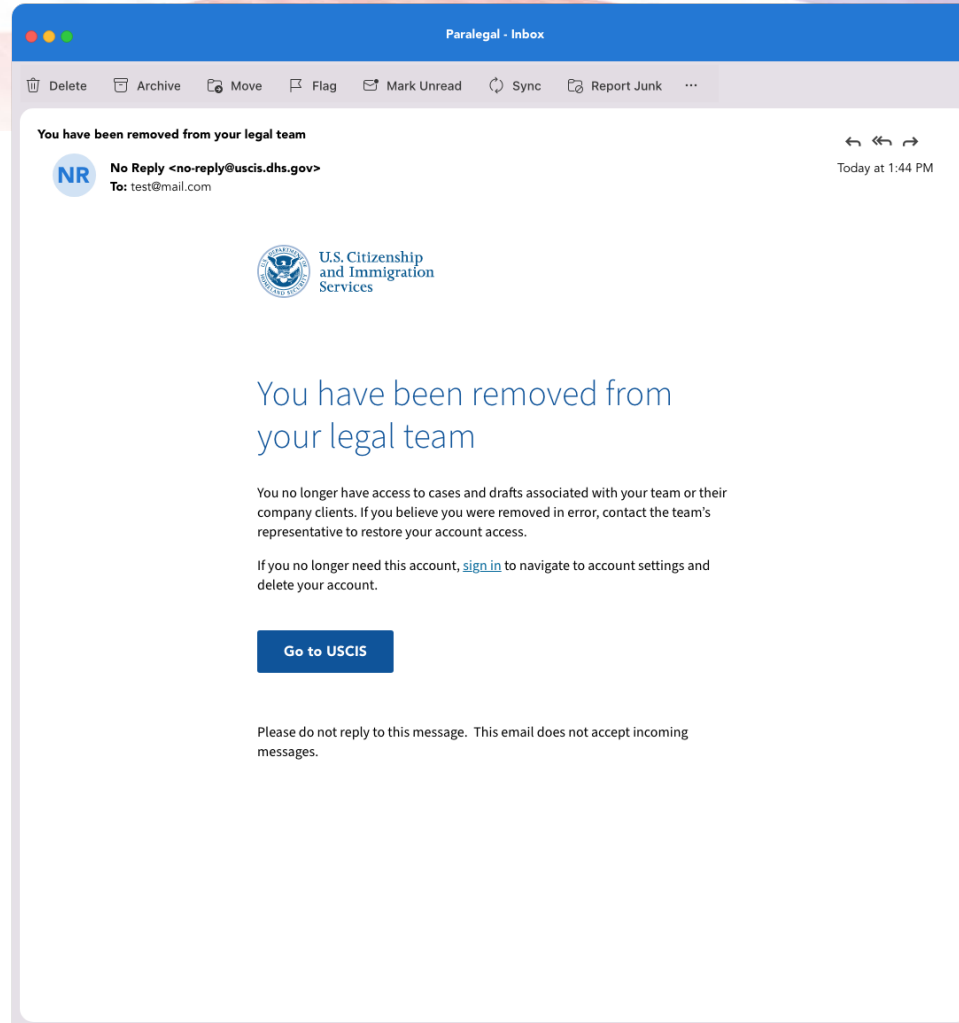 Paralegal - Inbox
Delete Archive Move Flag Mark Unread Sync Report Junk ...
You have been removed from your legal team
NR
No Reply <no-reply@uscis.dhs.gov>
To: test@mail.com
Today at 1:44 PM
U.S. DEPARTMENT OF HOMELAND SECURITY
U.S. Citizenship
and Immigration
Services
You have been removed from
your legal team
You no longer have access to cases and drafts associated with your team or their
company clients. If you believe you were removed in error, contact the team’s
representative to restore your account access.
If you no longer need this account, sign in to navigate to account settings and
delete your account.
Go to USCIS
Please do not reply to this message.  This email does not accept incoming
messages.